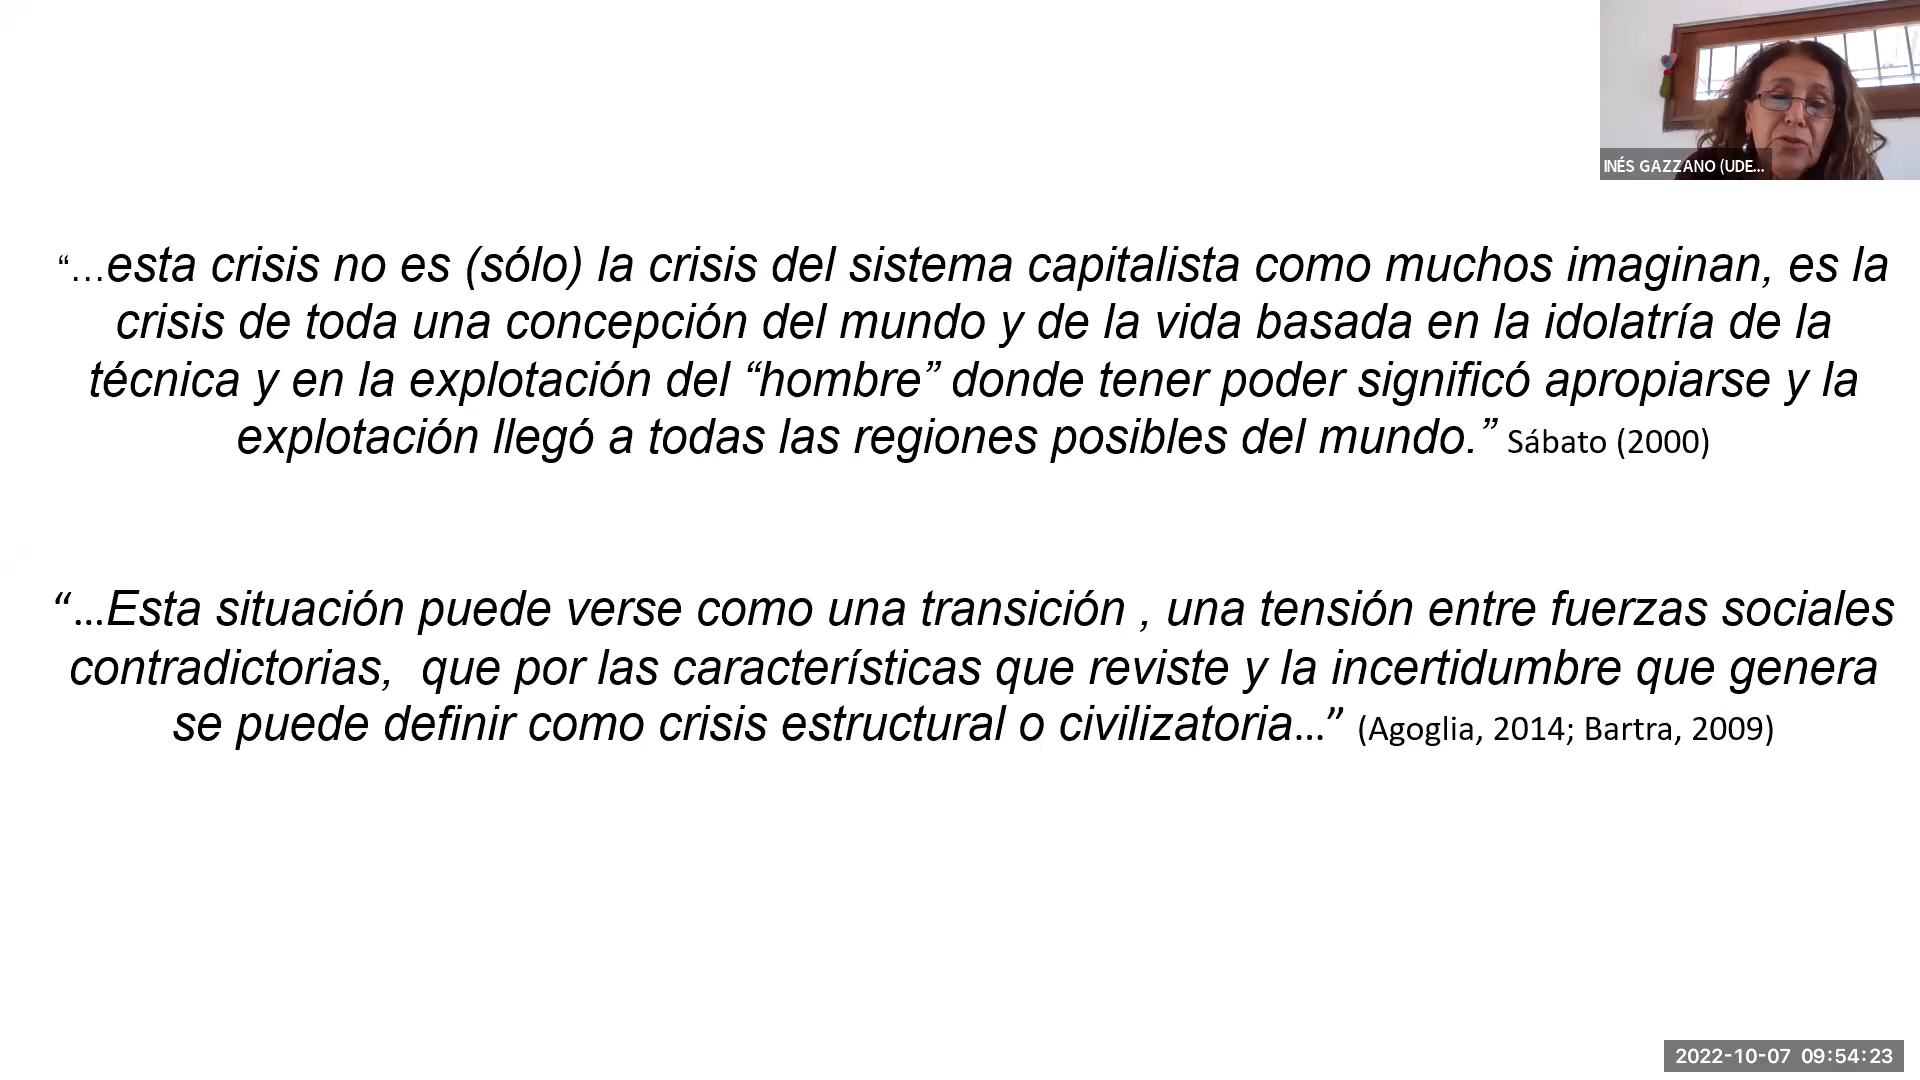 INÉS GAZZANO (UDE...
“…esta crisis no es (sólo) la crisis del sistema capitalista como muchos imaginan, es la
crisis de toda una concepción del mundo y de la vida basada en la idolatría de la
técnica y en la explotación del “hombre” donde tener poder significó apropiarse y la
explotación llegó a todas las regiones posibles del mundo.” Sábato (2000)
“…Esta situación puede verse como una transición , una tensión entre fuerzas sociales
contradictorias,  que por las características que reviste y la incertidumbre que genera
se puede definir como crisis estructural o civilizatoria…” (Agoglia, 2014; Bartra, 2009)
2022-10-07 09:54:23